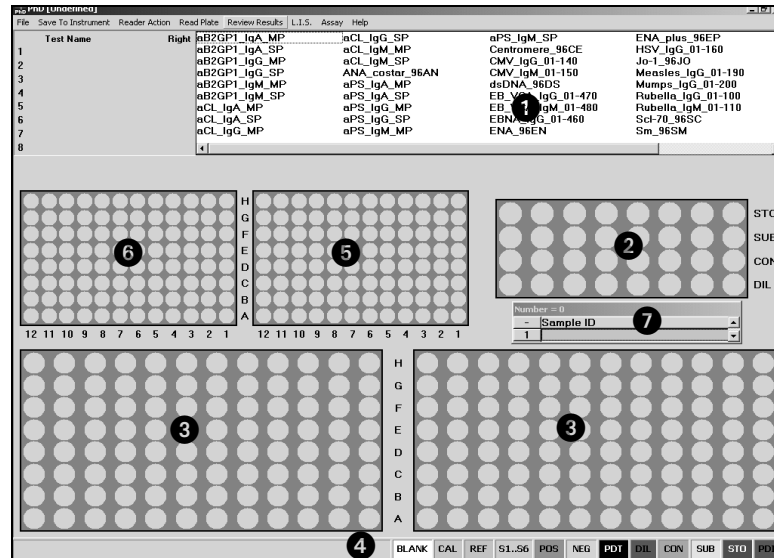 PhD [Undefined]
File Save To Instrument Reader Action Read Plate Review Results L.I.S. Assay Help
Test Name Right
1
2
3
4
5
6
7
8
aB2GP1_IgA_MP aCL_IgG_SP aPS_IgM_SP ENA_plus_96EP
aB2GP1_IgA_SP aCL_IgM_MP Centromere_96CE HSV_IgG_01-160
aB2GP1_IgG_MP aCL_IgM_SP CMV_IgG_01-140 Jo-1_96JO
aB2GP1_IgG_SP ANA_costar_96AN CMV_IgM_01-150 Measles_IgG_01-190
aB2GP1_IgM_MP aPS_IgA_MP dsDNA_96DS Mumps_IgG_01-200
aB2GP1_IgM_SP aPS_IgA_SP EB_ _IgG_01-470 Rubella_IgG_01-100
aCL_IgA_MP aPS_IgG_MP EB_ _IgM_01-480 Rubella_IgM_01-110
aCL_IgA_SP aPS_IgG_SP EBNA_IgG_01-460 Scl-70_96SC
aCL_IgG_MP aPS_IgM_MP ENA_96EN Sm_96SM
1
H
G
F
E
D
C
B
A
6
5
12 11 10 9 8 7 6 5 4 3 2 1
12 11 10 9 8 7 6 5 4 3 2 1
STO
SUB
CON
DIL
2
Number = 0
- Sample ID
1
7
H
G
F
E
D
C
B
A
3
3
4
BLANK CAL REF S1..S6 POS NEG PDT DIL CON SUB STO